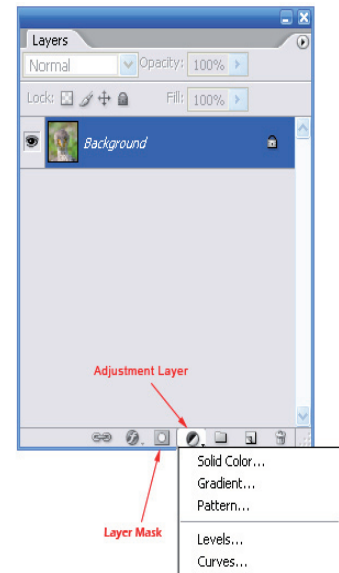 Layers
Normal Opacity: 100%
Lock: Fill: 100%
Background
Adjustment Layer
Layer Mask
Solid Color...
Gradient...
Pattern...
Levels...
Curves...